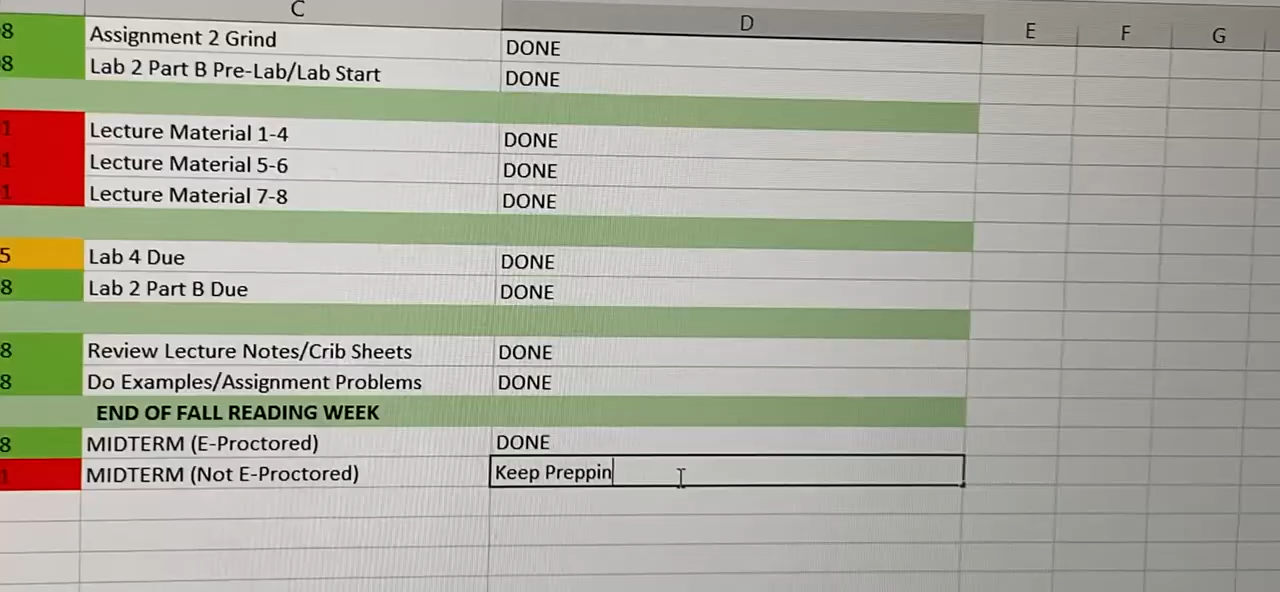 C D E F G
8 Assignment 2 Grind DONE
8 Lab 2 Part B Pre-Lab/Lab Start DONE
1 Lecture Material 1-4 DONE
1 Lecture Material 5-6 DONE
1 Lecture Material 7-8 DONE
5 Lab 4 Due DONE
8 Lab 2 Part B Due DONE
8 Review Lecture Notes/Crib Sheets DONE
8 Do Examples/Assignment Problems DONE
END OF FALL READING WEEK
8 MIDTERM (E-Proctored) DONE
1 MIDTERM (Not E-Proctored) Keep Preppin